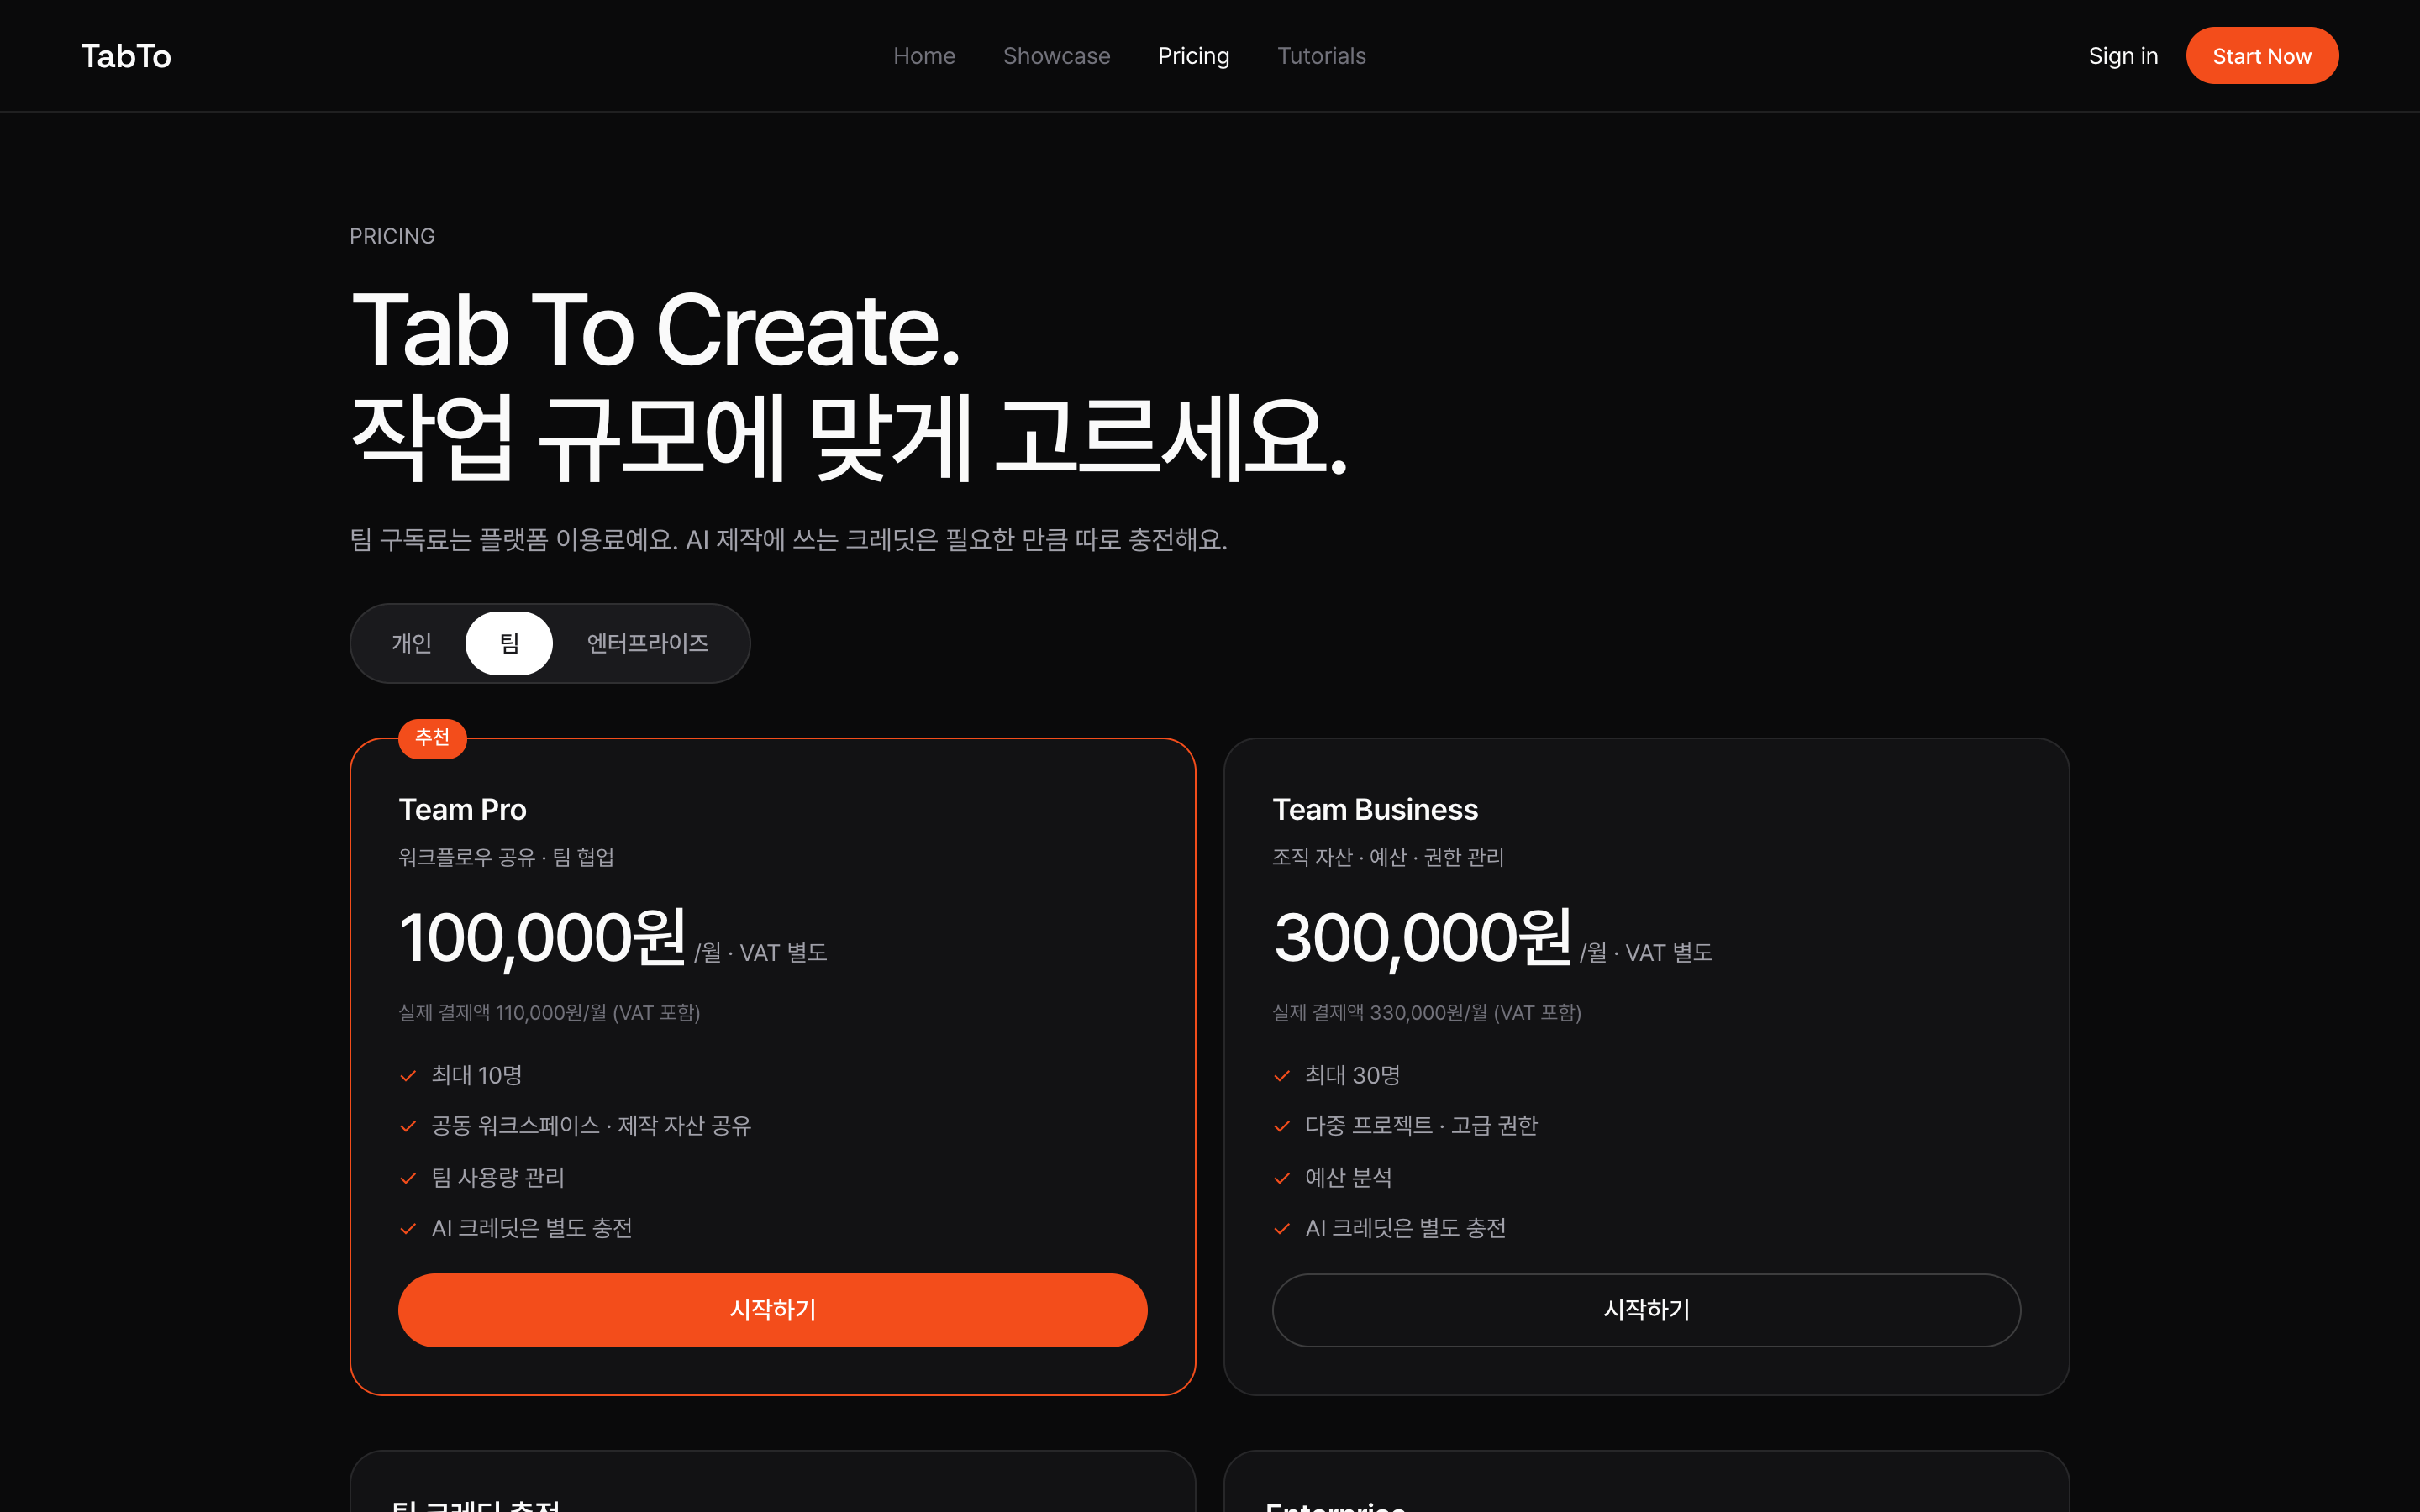 TabTo
Home Showcase Pricing Tutorials
Sign in Start Now
PRICING
Tab To Create.
작업 규모에 맞게 고르세요.
팀 구독료는 플랫폼 이용료예요. AI 제작에 쓰는 크레딧은 필요한 만큼 따로 충전해요.
개인 팀 엔터프라이즈
추천
Team Pro
워크플로우 공유 · 팀 협업
100,000원 /월 · VAT 별도
실제 결제액 110,000원/월 (VAT 포함)
최대 10명
공동 워크스페이스 · 제작 자산 공유
팀 사용량 관리
AI 크레딧은 별도 충전
시작하기
Team Business
조직 자산 · 예산 · 권한 관리
300,000원 /월 · VAT 별도
실제 결제액 330,000원/월 (VAT 포함)
최대 30명
다중 프로젝트 · 고급 권한
예산 분석
AI 크레딧은 별도 충전
시작하기
팀 크레딧 충전
Enterprise